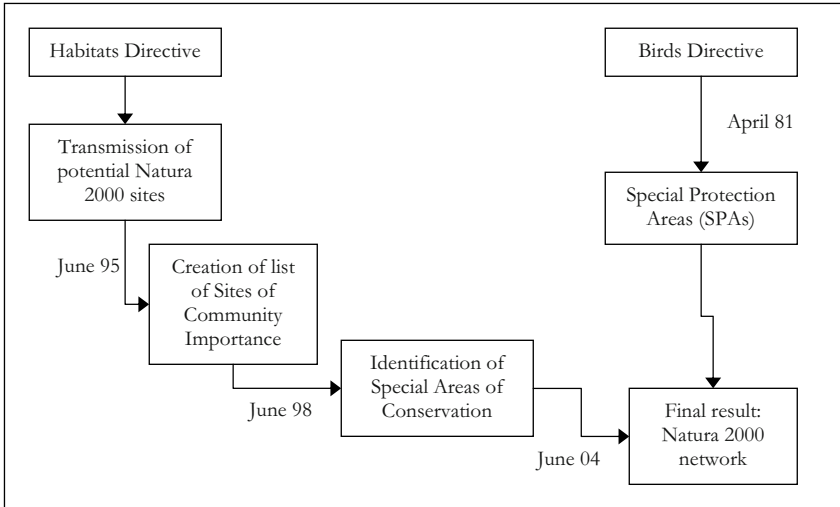 Habitats Directive
Birds Directive
April 81
Transmission of
potential Natura
2000 sites
Special Protection
Areas (SPAs)
June 95
Creation of list
of Sites of
Community
Importance
Identification of
Special Areas of
Conservation
June 98
Final result:
Natura 2000
network
June 04